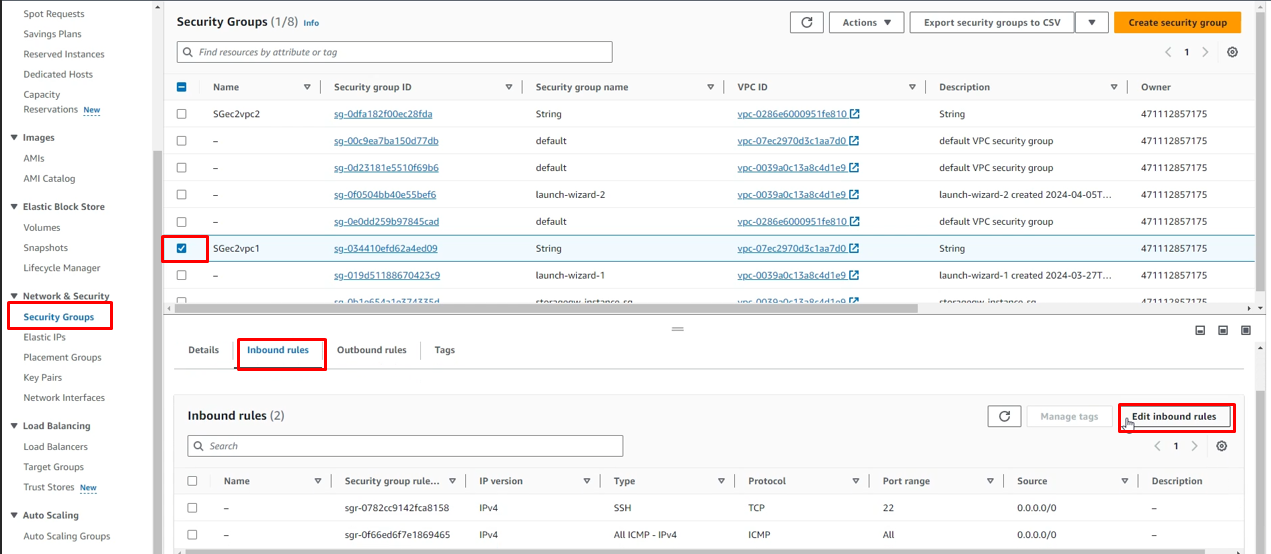 Spot Requests
Savings Plans
Reserved Instances
Dedicated Hosts
Capacity
Reservations New
Images
AMIs
AMI Catalog
Elastic Block Store
Volumes
Snapshots
Lifecycle Manager
Network & Security
Security Groups
Elastic IPs
Placement Groups
Key Pairs
Network Interfaces
Load Balancing
Load Balancers
Target Groups
Trust Stores New
Auto Scaling
Auto Scaling Groups
Security Groups (1/8) Info
Actions
Export security groups to CSV
Create security group
Find resources by attribute or tag
1
Name Security group ID Security group name VPC ID Description Owner
SGec2vpc2 sg-0dfa182f00ec28fda String vpc-0286e6000951fe810 String 471112857175
– sg-00c9ea7ba150d77db default vpc-07ec2970d3c1aa7d0 default VPC security group 471112857175
– sg-0d23181e5510f69b6 default vpc-0039a0c13a8c4d1e9 default VPC security group 471112857175
– sg-0f0504bb40e55bef6 launch-wizard-2 vpc-0039a0c13a8c4d1e9 launch-wizard-2 created 2024-04-05T... 471112857175
– sg-0e0dd259b97845cad default vpc-0286e6000951fe810 default VPC security group 471112857175
SGec2vpc1 sg-034410efd62a4ed09 String vpc-07ec2970d3c1aa7d0 String 471112857175
– sg-019d51188670423c9 launch-wizard-1 vpc-0039a0c13a8c4d1e9 launch-wizard-1 created 2024-03-27T... 471112857175
Details Inbound rules Outbound rules Tags
Inbound rules (2)
Manage tags
Edit inbound rules
Search
1
Name Security group rule... IP version Type Protocol Port range Source Description
– sgr-0782cc9142fca8158 IPv4 SSH TCP 22 0.0.0.0/0 –
– sgr-0f66ed6f7e1869465 IPv4 All ICMP - IPv4 ICMP All 0.0.0.0/0 –